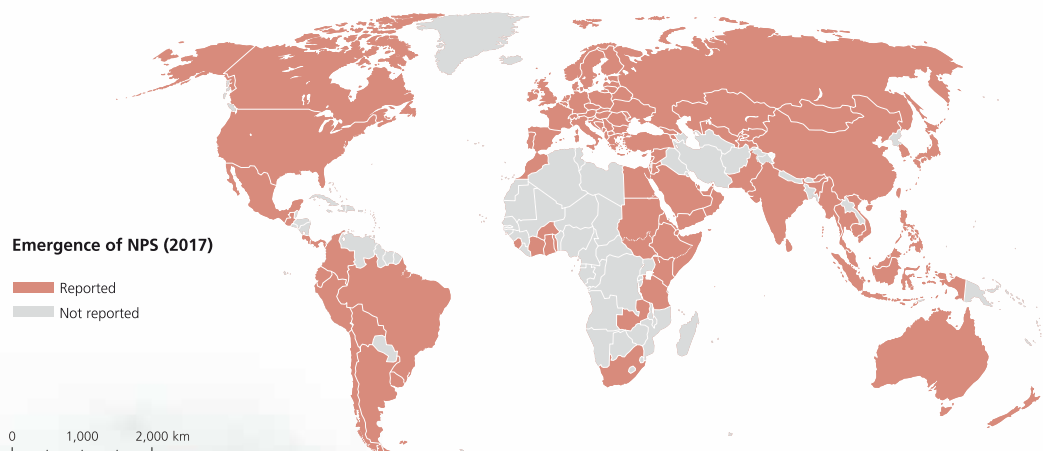 Emergence of NPS (2017)
Reported
Not reported
0 1,000 2,000 km